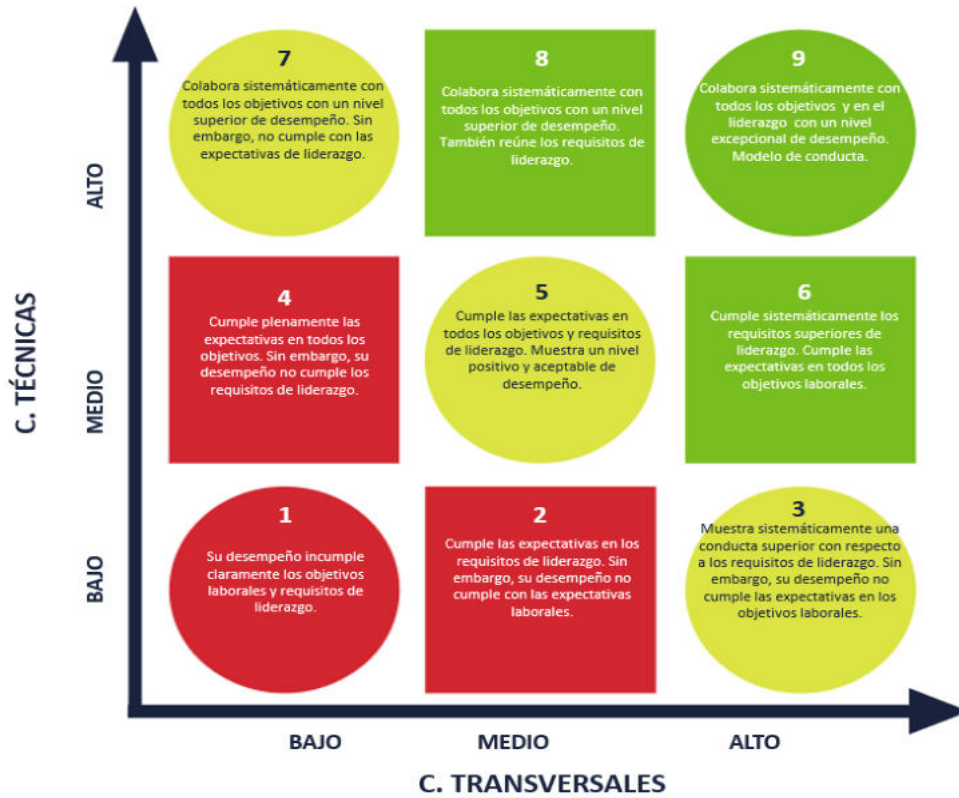 7
Colabora sistemáticamente con
todos los objetivos con un nivel
superior de desempeño. Sin
embargo, no cumple con las
expectativas de liderazgo.
8
Colabora sistemáticamente con
todos los objetivos con un nivel
superior de desempeño.
También reúne los requisitos de
liderazgo.
9
Colabora sistemáticamente con
todos los objetivos y en el
liderazgo con un nivel
excepcional de desempeño.
Modelo de conducta.
ALTO
4
Cumple plenamente las
expectativas en todos los
objetivos. Sin embargo, su
desempeño no cumple los
requisitos de liderazgo.
5
Cumple las expectativas en
todos los objetivos y requisitos
de liderazgo. Muestra un nivel
positivo y aceptable de
desempeño.
6
Cumple sistemáticamente los
requisitos superiores de
liderazgo. Cumple las
expectativas en todos los
objetivos laborales.
C. TÉCNICAS
MEDIO
1
Su desempeño incumple
claramente los objetivos
laborales y requisitos de
liderazgo.
2
Cumple las expectativas en los
requisitos de liderazgo. Sin
embargo, su desempeño no
cumple con las expectativas
laborales.
3
Muestra sistemáticamente una
conducta superior con respecto
a los requisitos de liderazgo. Sin
embargo, su desempeño no
cumple las expectativas en los
objetivos laborales.
BAJO
BAJO
MEDIO
ALTO
C. TRANSVERSALES